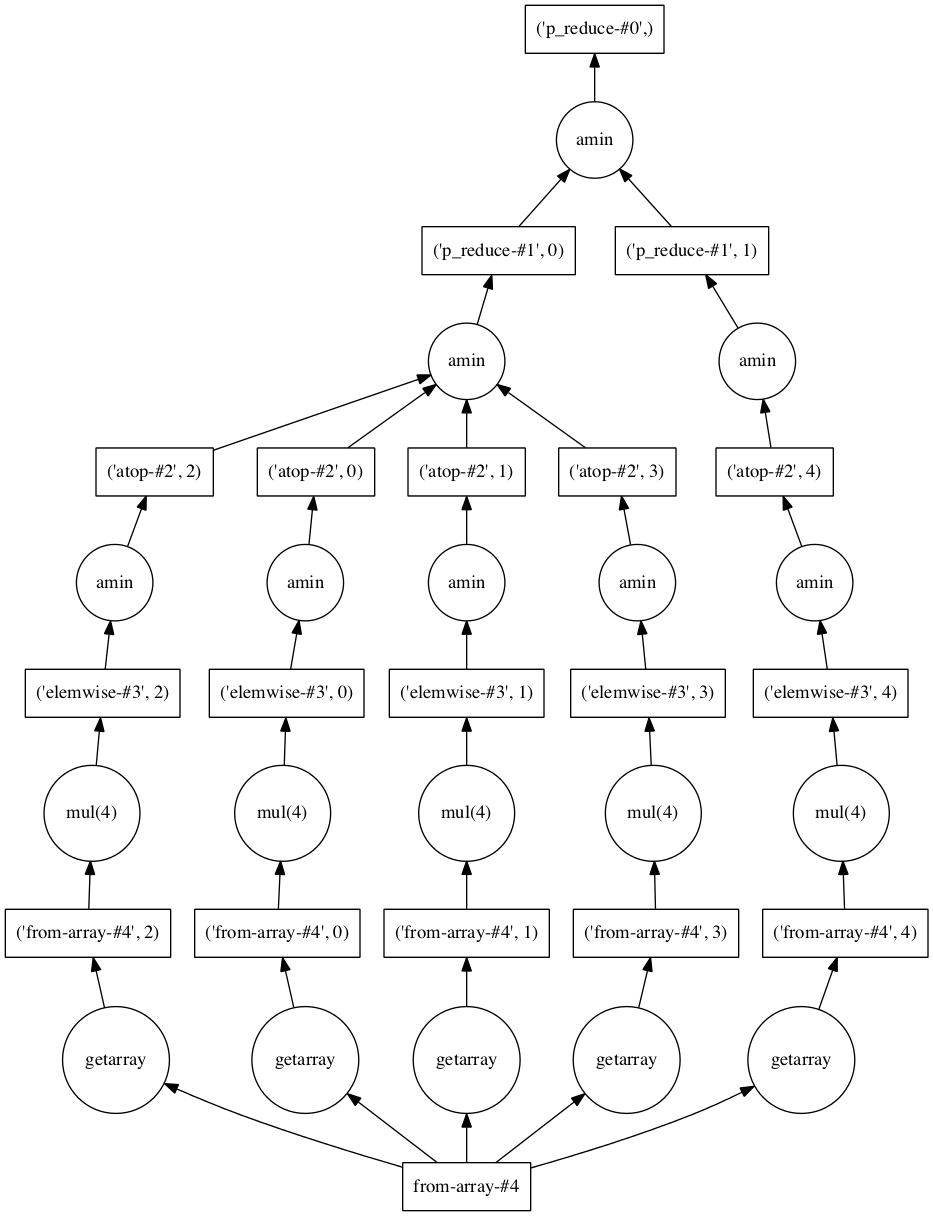 ('p_reduce-#0',)
amin
('p_reduce-#1', 0)
('p_reduce-#1', 1)
amin
amin
('atop-#2', 2)
('atop-#2', 0)
('atop-#2', 1)
('atop-#2', 3)
('atop-#2', 4)
amin
amin
amin
amin
amin
('elemwise-#3', 2)
('elemwise-#3', 0)
('elemwise-#3', 1)
('elemwise-#3', 3)
('elemwise-#3', 4)
mul(4)
mul(4)
mul(4)
mul(4)
mul(4)
('from-array-#4', 2)
('from-array-#4', 0)
('from-array-#4', 1)
('from-array-#4', 3)
('from-array-#4', 4)
getarray
getarray
getarray
getarray
getarray
from-array-#4